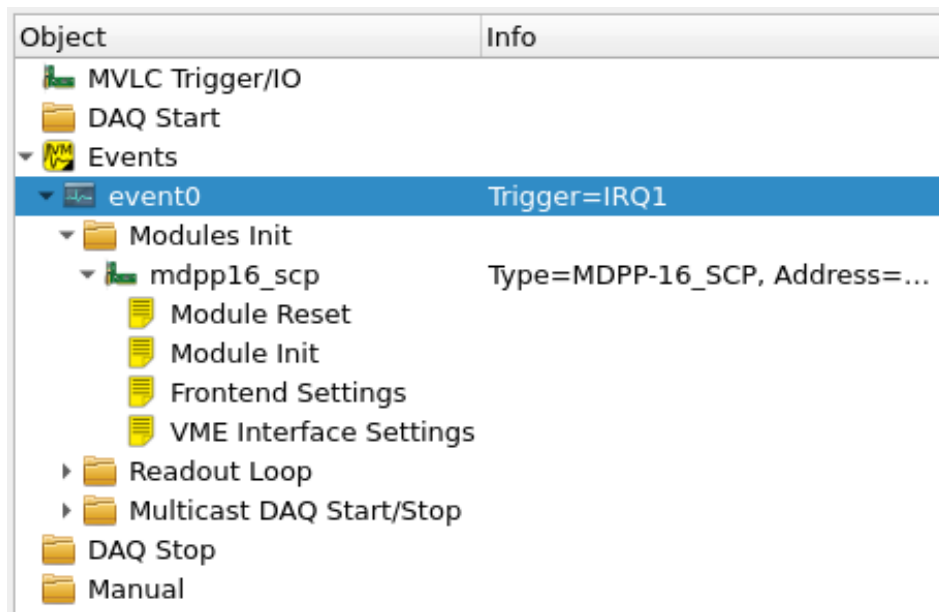 Object Info
MVLC Trigger/IO
DAQ Start
Events
event0 Trigger=IRQ1
Modules Init
mdpp16_scp Type=MDPP-16_SCP, Address=...
Module Reset
Module Init
Frontend Settings
VME Interface Settings
Readout Loop
Multicast DAQ Start/Stop
DAQ Stop
Manual